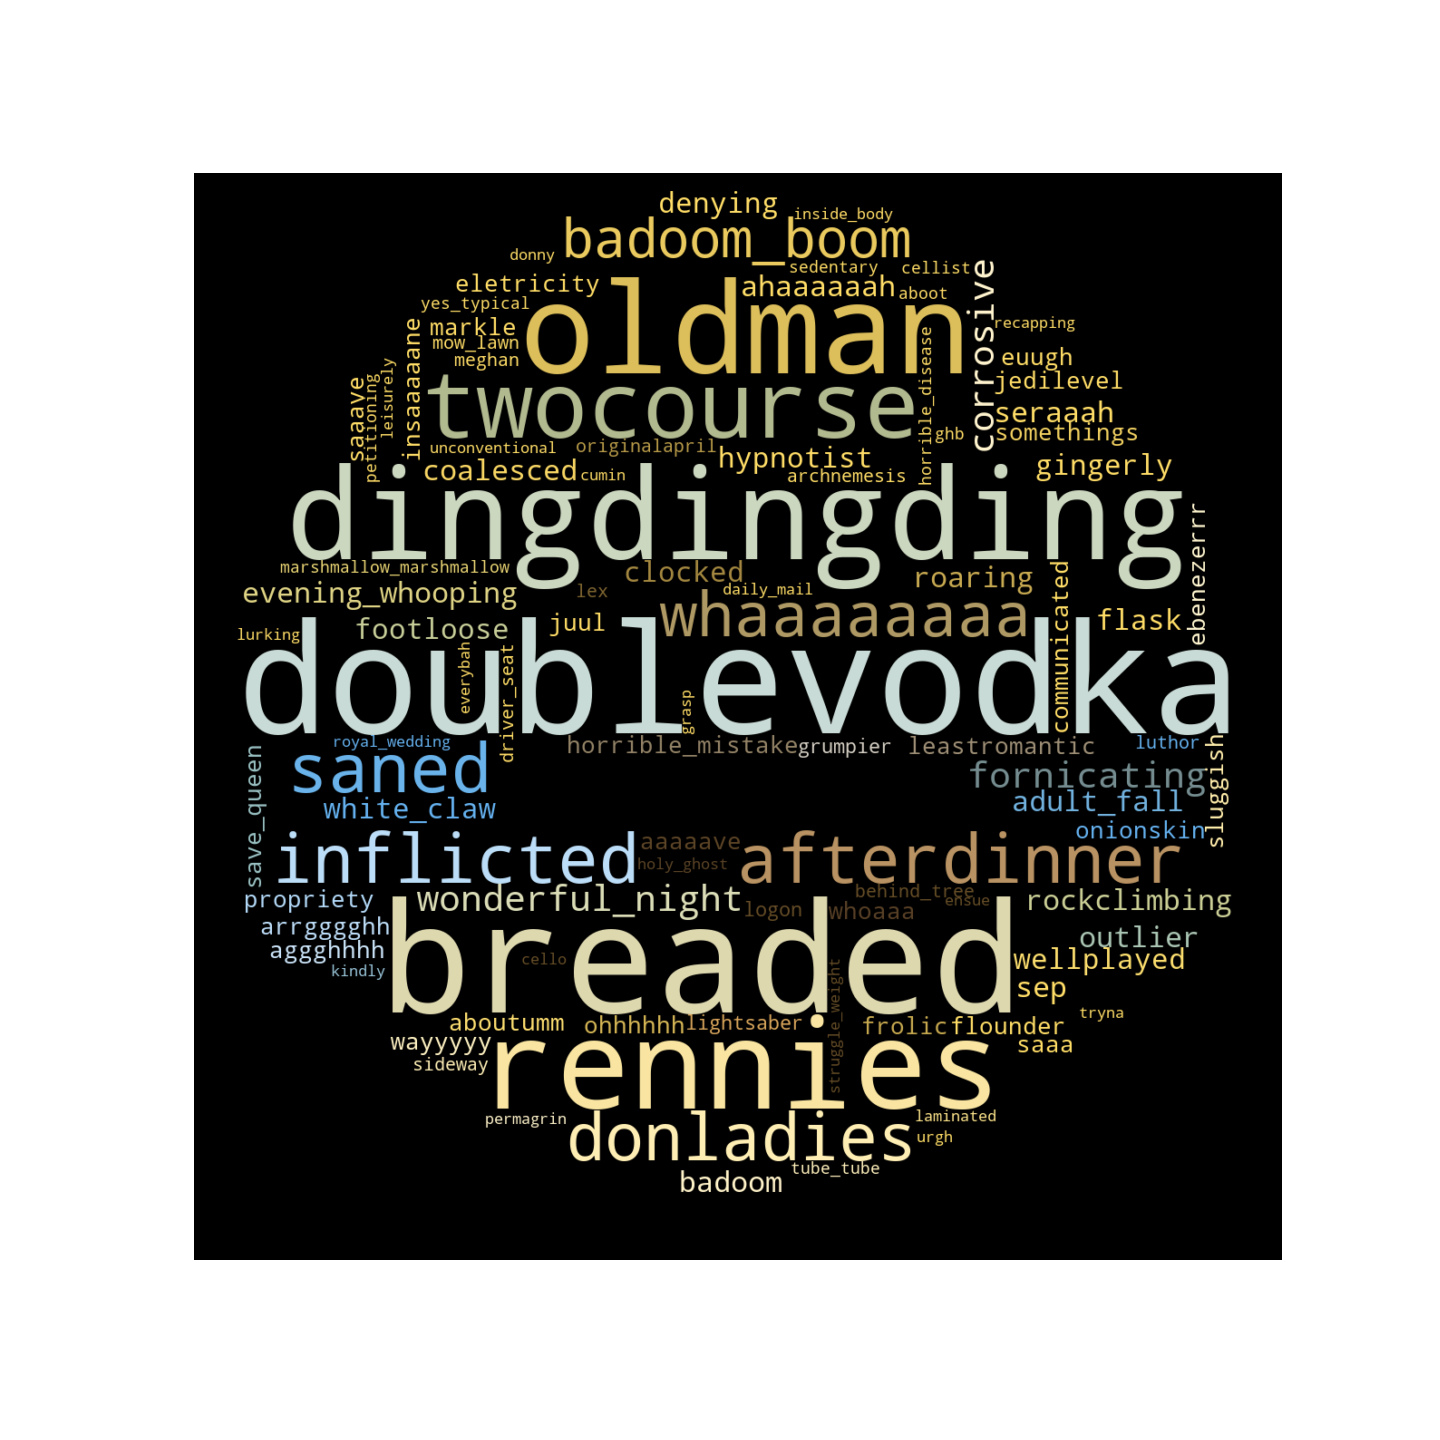 denying
inside_body
badoom_boom
donny
sedentary
cellist
eletricity
ahaaaaaah
aboot
yes_typical
oldman
corrosive
markle
recapping
mow_lawn
meghan
insaaaaaane
horrible_disease
euugh
saaave
petitioning
leisurely
twocourse
jedilevel
seraaah
somethings
unconventional
originalapril
ghb
coalesced
cumin
hypnotist
archnemesis
gingerly
dingdingding
ebenezerrr
marshmallow_marshmallow
clocked
roaring
communicated
evening_whooping
lex
daily_mail
whaaaaaaaa
flask
lurking
footloose
juul
doublevodka
everybah
driver_seat
grasp
royal_wedding
horrible_mistake
grumpier
leastromantic
luthor
saned
fornicating
sluggish
save_queen
white_claw
adult_fall
onionskin
inflicted
aaaaave
holy_ghost
afterdinner
propriety
wonderful_night
behind_tree
ensue
rockclimbing
logon
whoaaa
arrgggghh
outlier
aggghhhh
breaded
wellplayed
kindly
cello
sep
struggle_weight
aboutumm
ohhhhhh
lightsaber
frolic
flounder
tryna
wayyyyy
saaa
sideway
rennies
permagrin
donladies
laminated
urgh
tube_tube
badoom